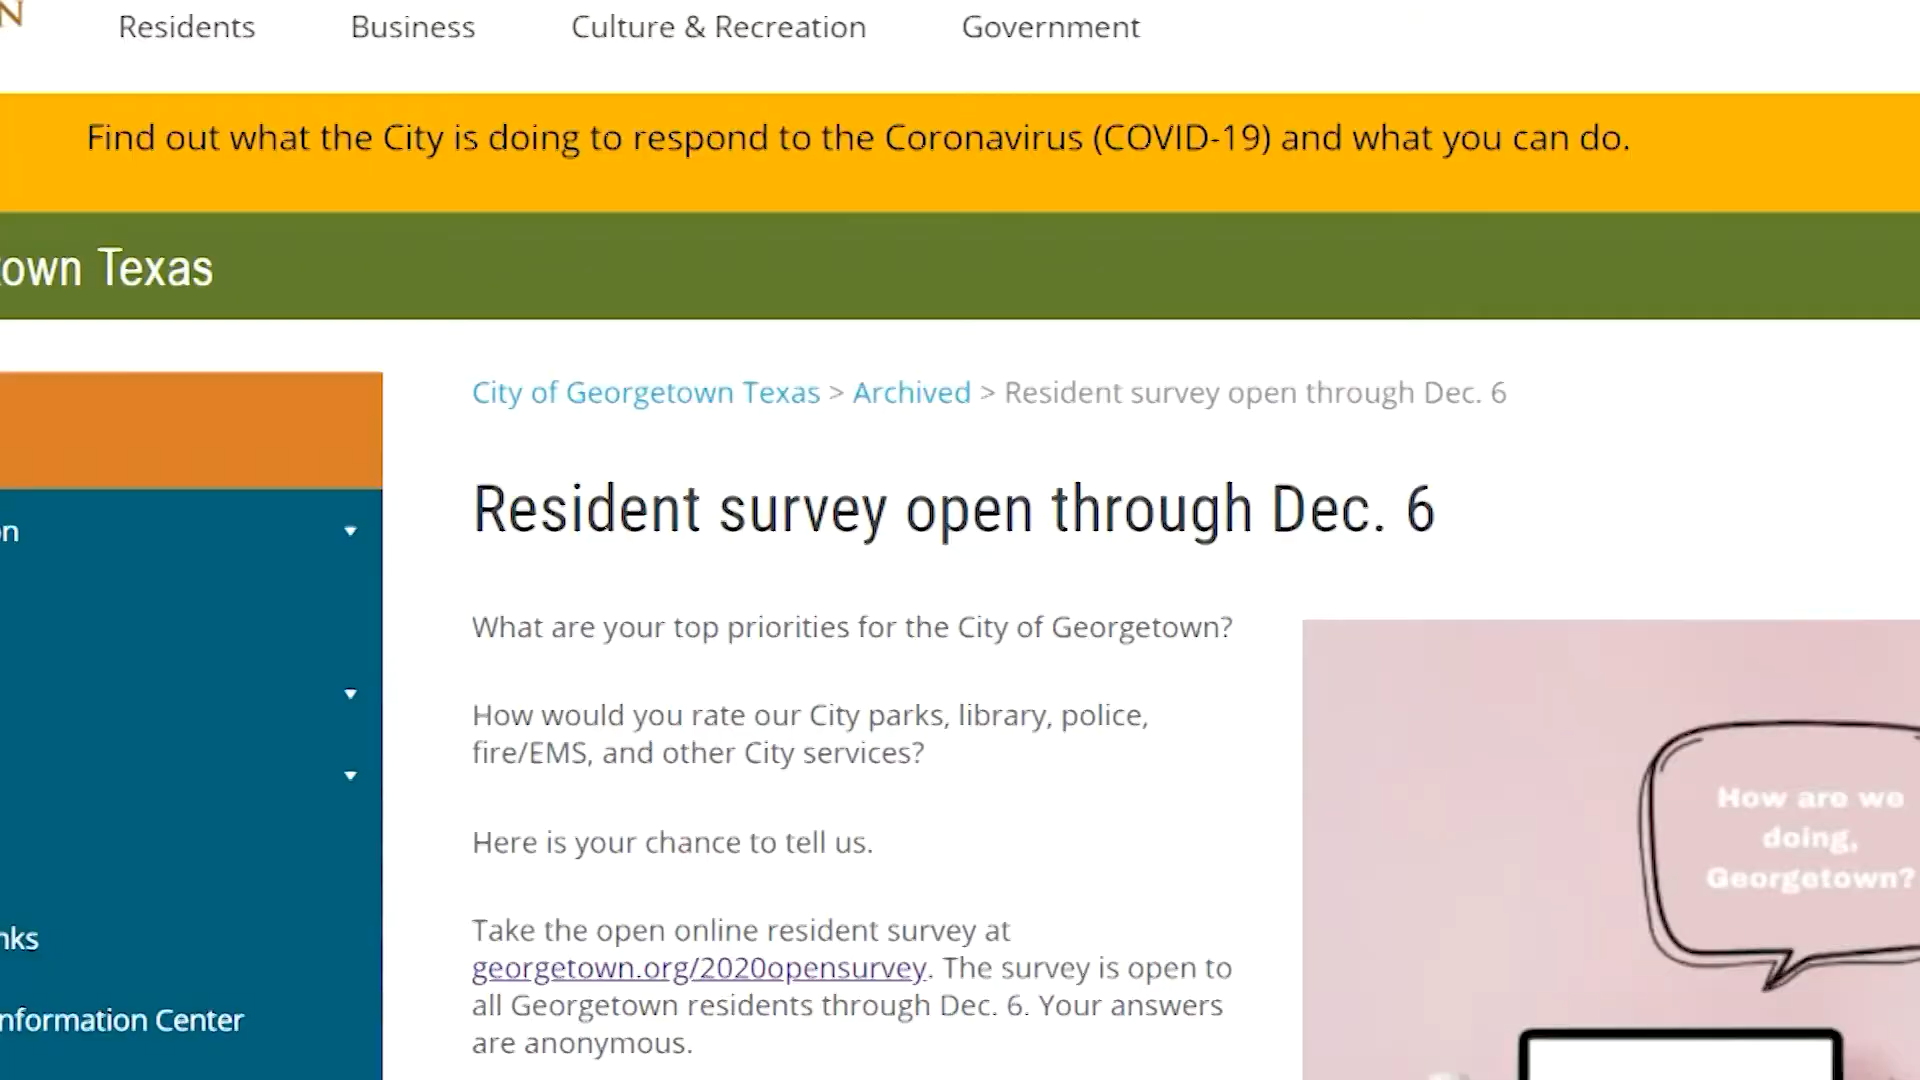 N
Residents Business Culture & Recreation Government
Find out what the City is doing to respond to the Coronavirus (COVID-19) and what you can do.
town Texas
City of Georgetown Texas > Archived > Resident survey open through Dec. 6
Resident survey open through Dec. 6
on
nks
nformation Center
What are your top priorities for the City of Georgetown?
How would you rate our City parks, library, police,
fire/EMS, and other City services?
Here is your chance to tell us.
Take the open online resident survey at
georgetown.org/2020opensurvey. The survey is open to
all Georgetown residents through Dec. 6. Your answers
are anonymous.
How are we
doing,
Georgetown?